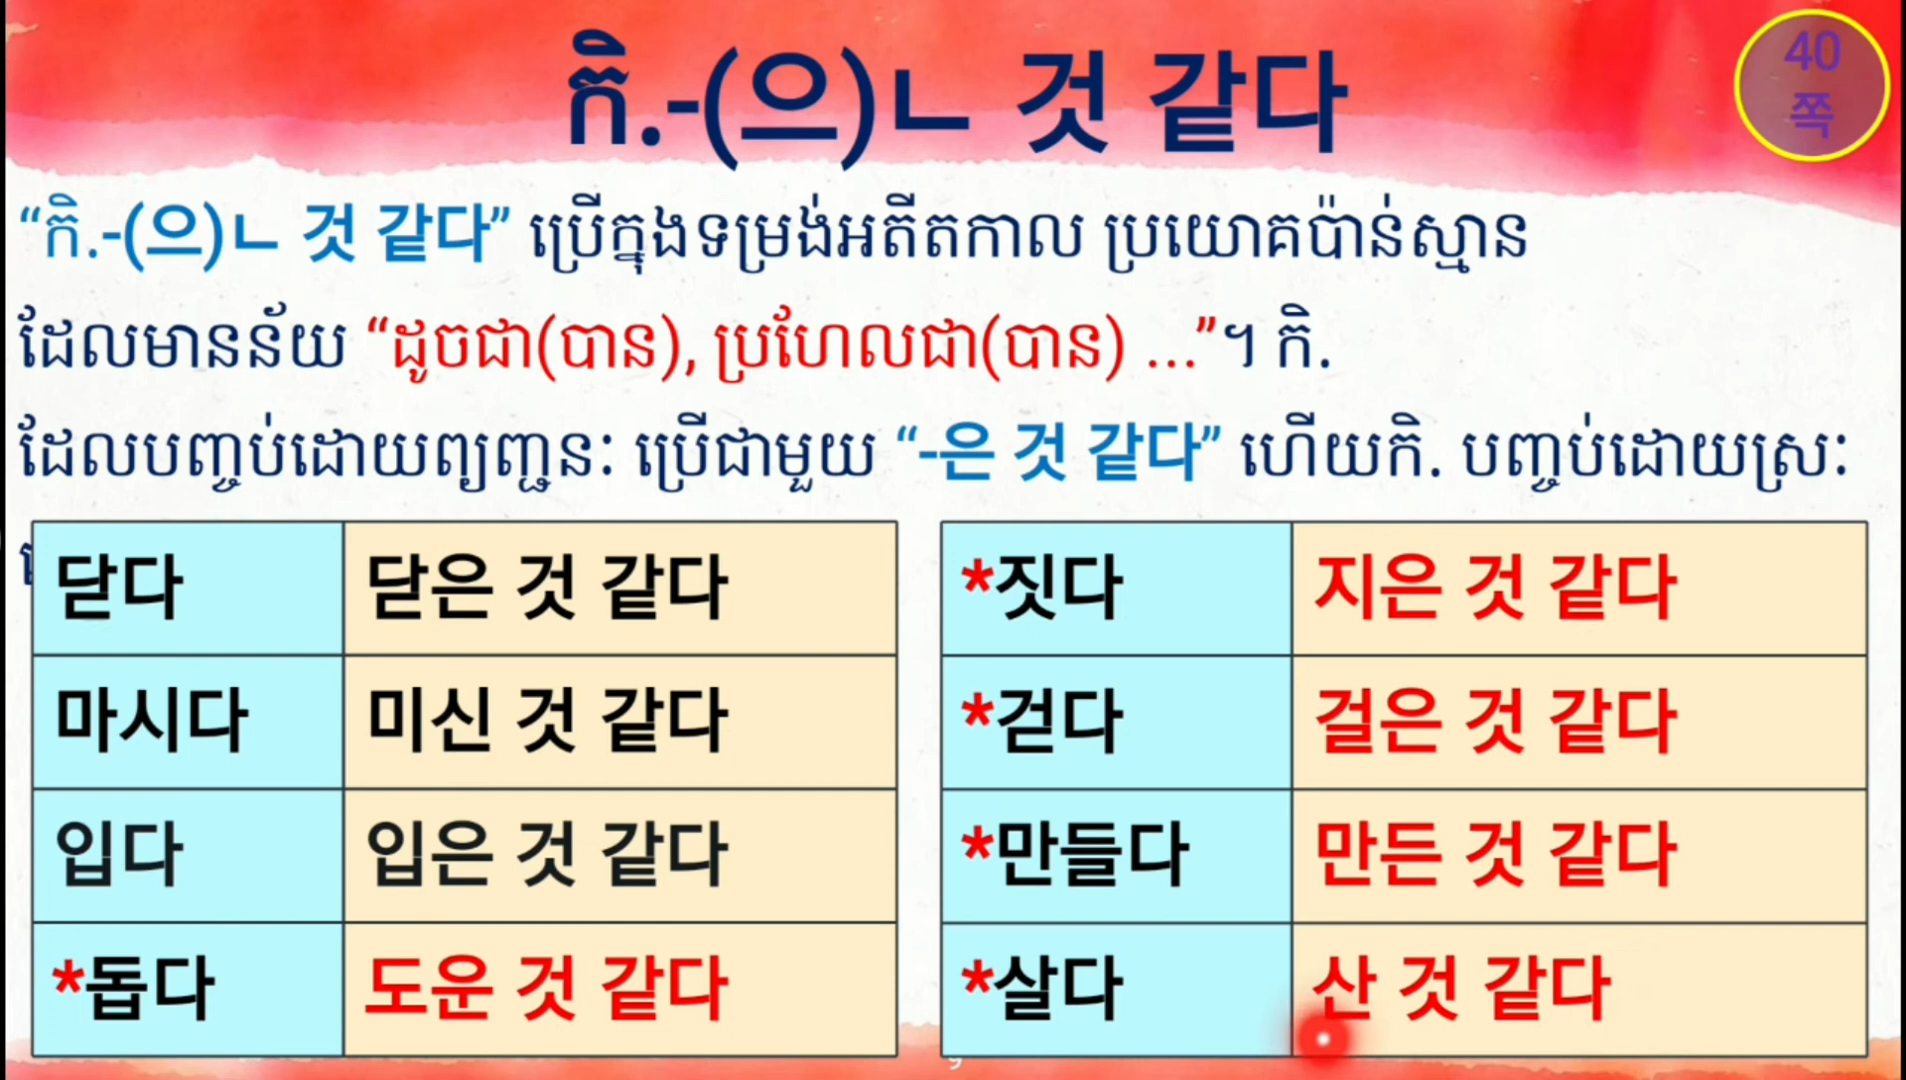 កិ.-(으)ㄴ 것 같다
40
쪽
“កិ.-(으)ㄴ 것 같다” ប្រើក្នុងទម្រង់អតីតកាល ប្រយោគប៉ាន់ស្មាន
ដែលមានន័យ “ដូចជា(បាន), ប្រហែលជា(បាន) ...”។ កិ.
ដែលបញ្ចប់ដោយព្យញ្ជនៈ ប្រើជាមួយ “-은 것 같다” ហើយកិ. បញ្ចប់ដោយស្រៈ
닫다 닫은 것 같다
마시다 미신 것 같다
입다 입은 것 같다
*돕다 도운 것 같다
*짓다 지은 것 같다
*걷다 걸은 것 같다
*만들다 만든 것 같다
*살다 산 것 같다
9